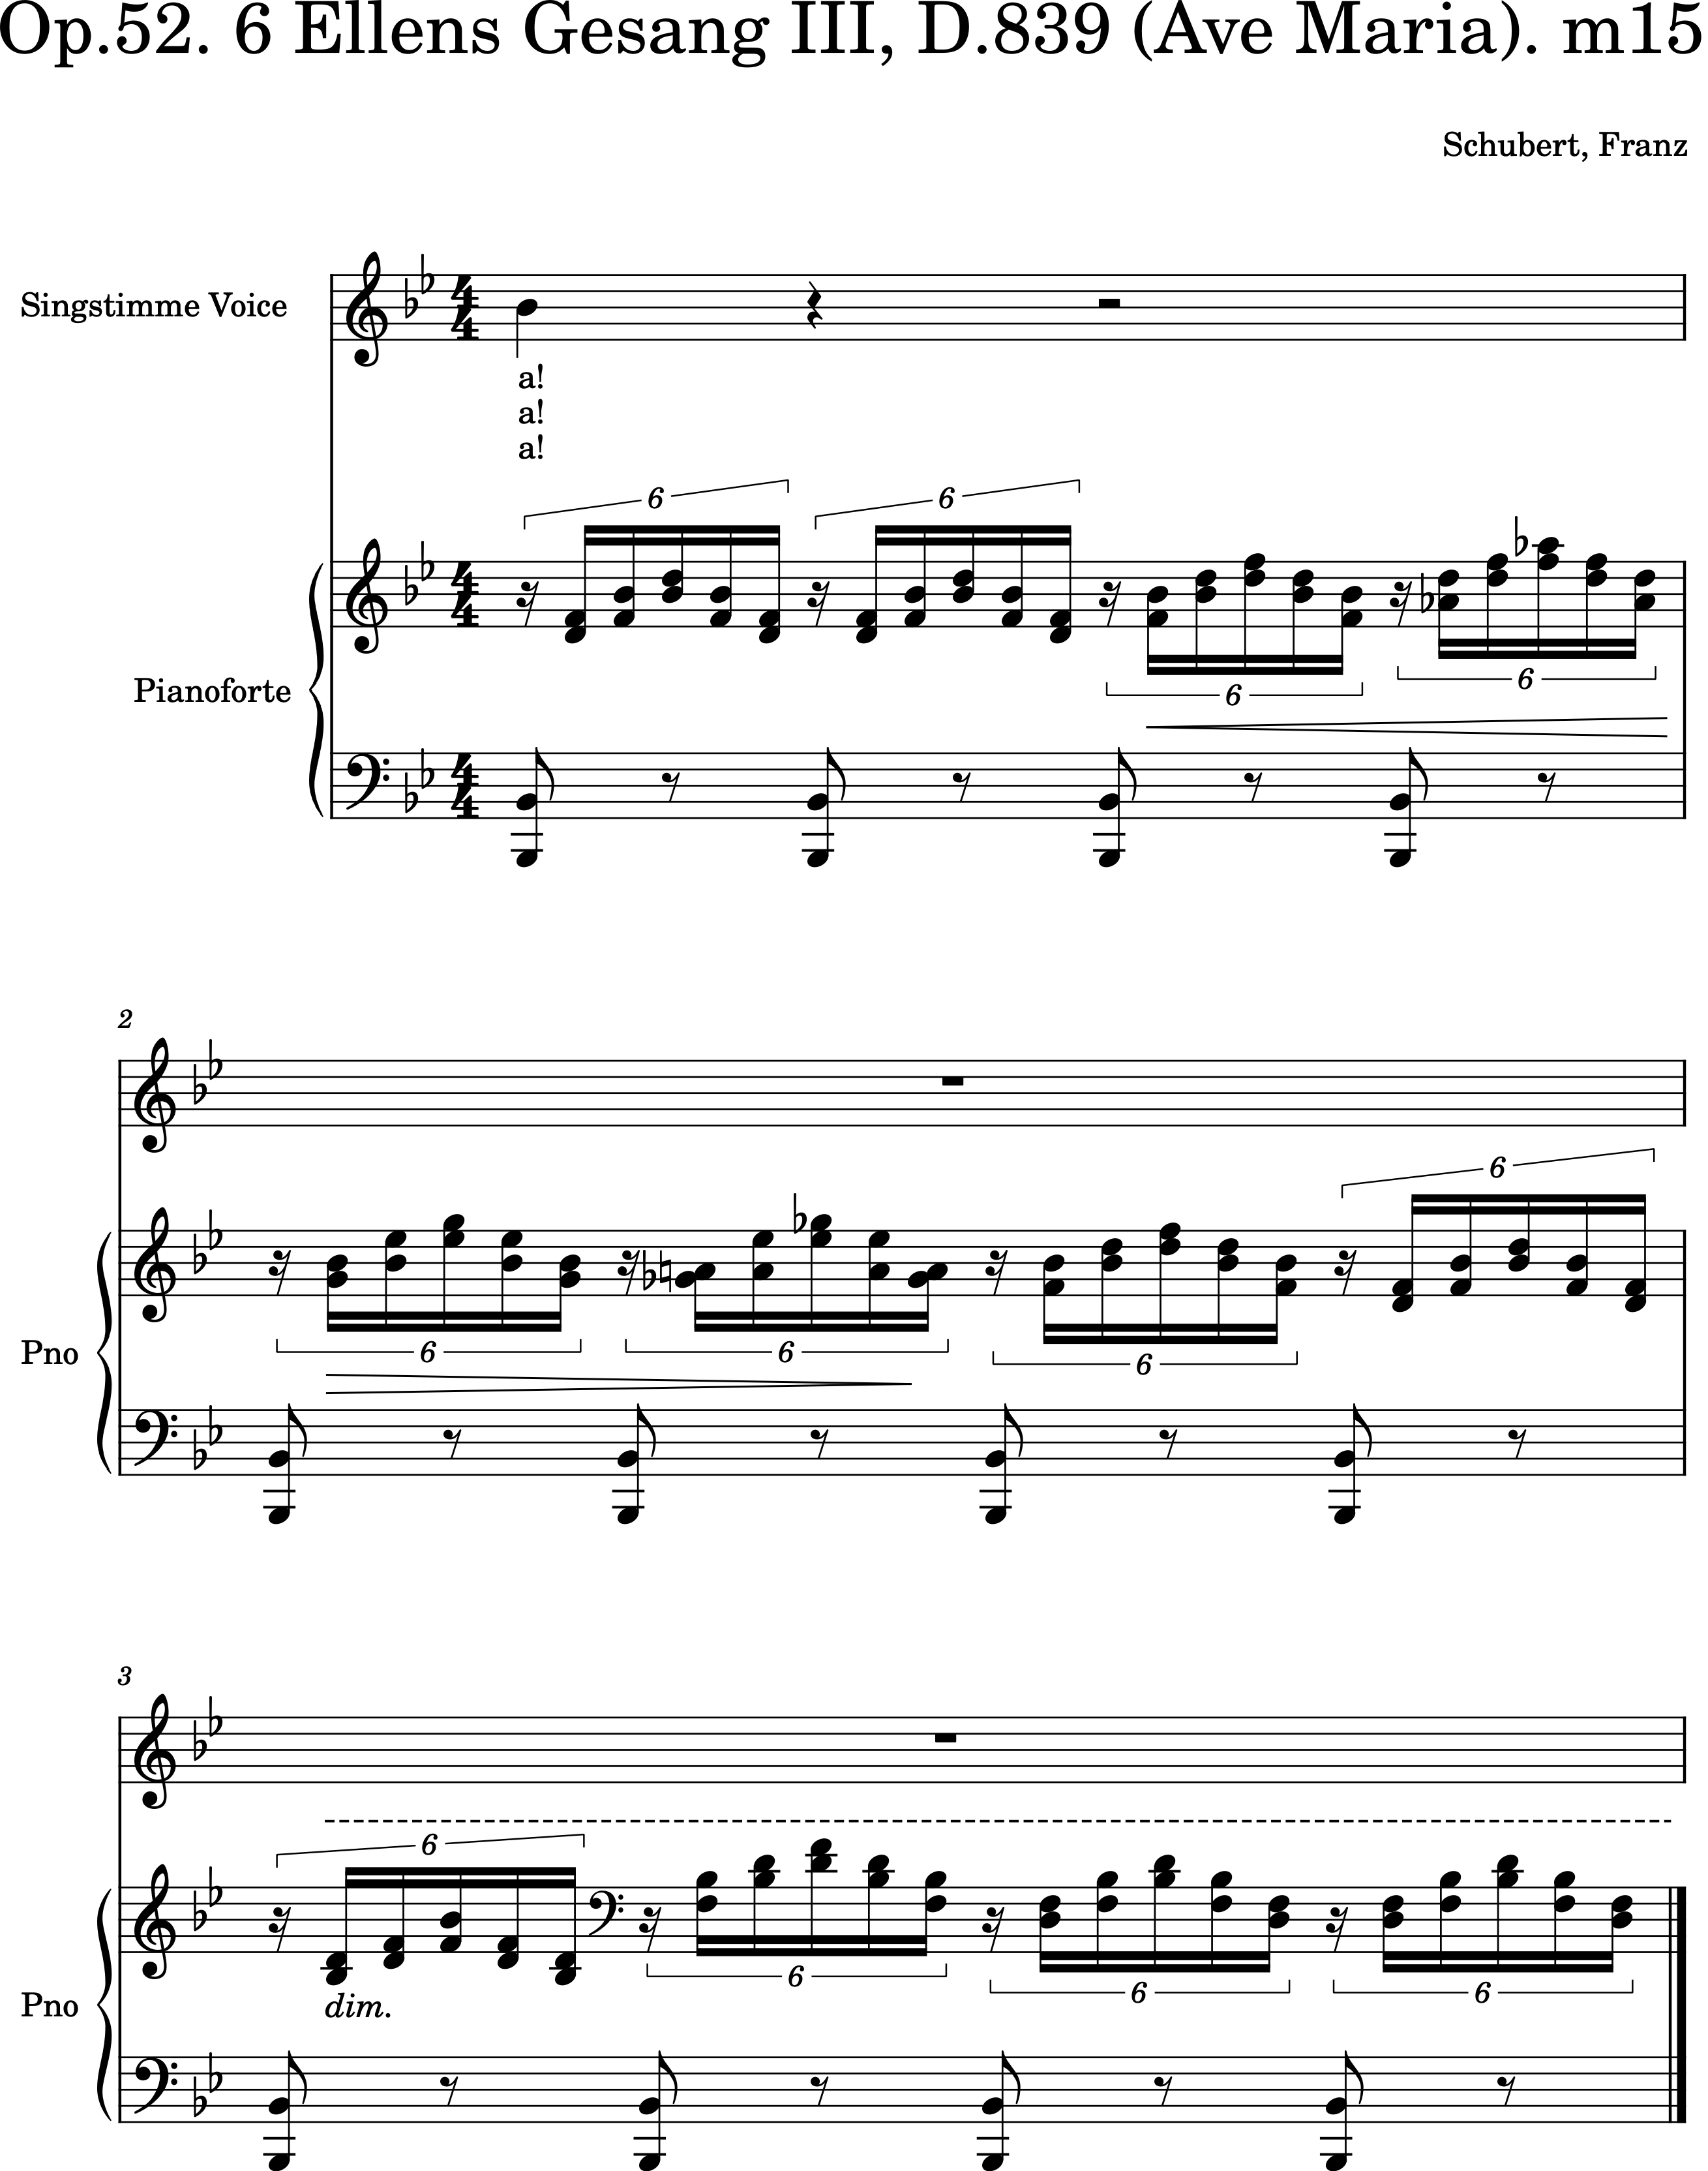 Op.52. 6 Ellens Gesang III, D.839 (Ave Maria). m15
Schubert, Franz
Singstimme Voice
a!
a!
a!
6 6
Pianoforte
6 6
2
6
Pno
6 6 6
3
6
Pno
6 6 6
dim.